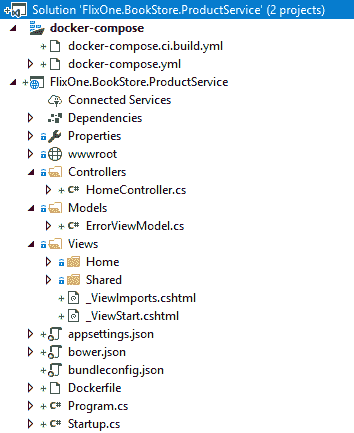 Solution 'FlixOne.BookStore.ProductService' (2 projects)
docker-compose
docker-compose.ci.build.yml
docker-compose.yml
FlixOne.BookStore.ProductService
Connected Services
Dependencies
Properties
wwwroot
Controllers
C# HomeController.cs
Models
C# ErrorViewModel.cs
Views
Home
Shared
_ViewImports.cshtml
_ViewStart.cshtml
appsettings.json
bower.json
bundleconfig.json
Dockerfile
C# Program.cs
C# Startup.cs